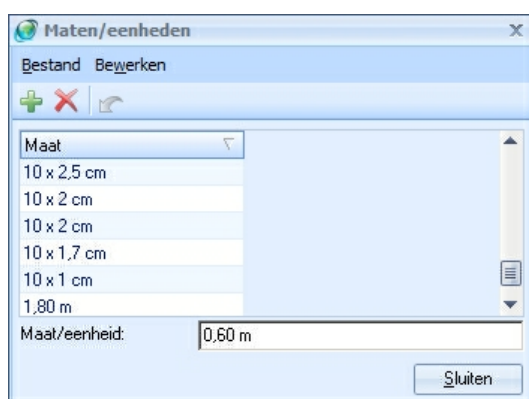 Maten/eenheden
Bestand Bewerken
Maat
10 x 2,5 cm
10 x 2 cm
10 x 2 cm
10 x 1,7 cm
10 x 1 cm
1,80 m
Maat/eenheid: 0,60 m
Sluiten